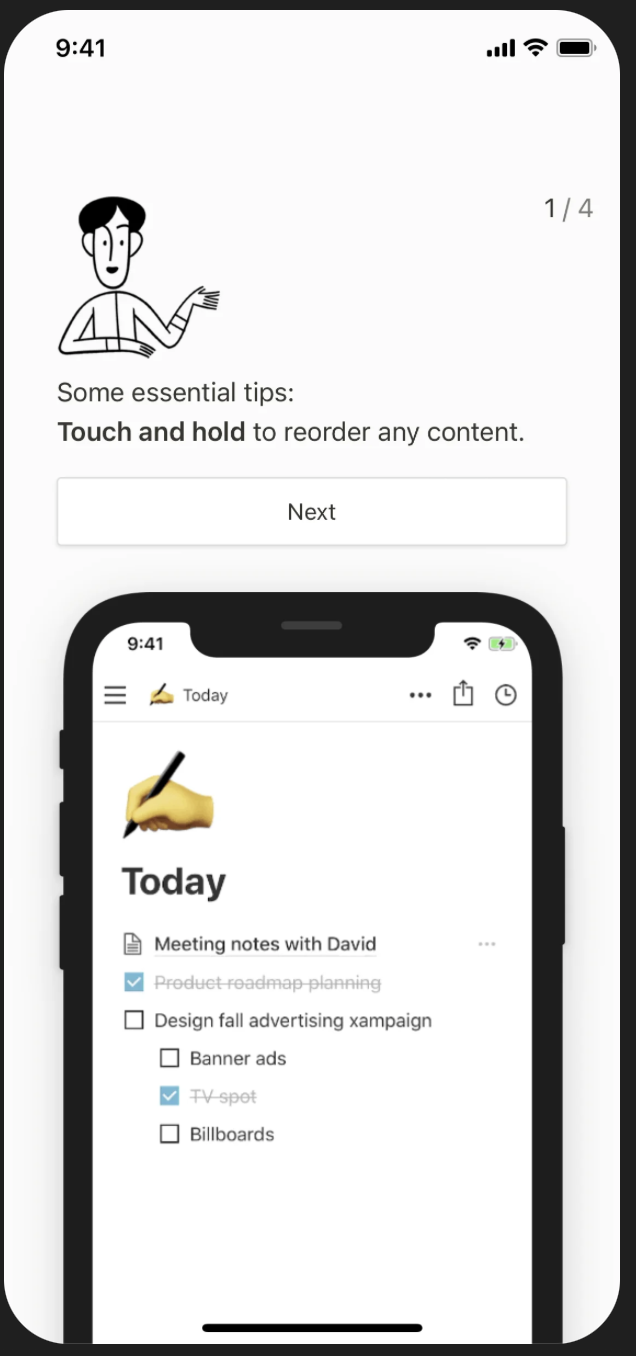 9:41
1 / 4
Some essential tips:
Touch and hold to reorder any content.
Next
9:41
Today
Today
Meeting notes with David
Product roadmap planning
Design fall advertising xampaign
Banner ads
TV spot
Billboards